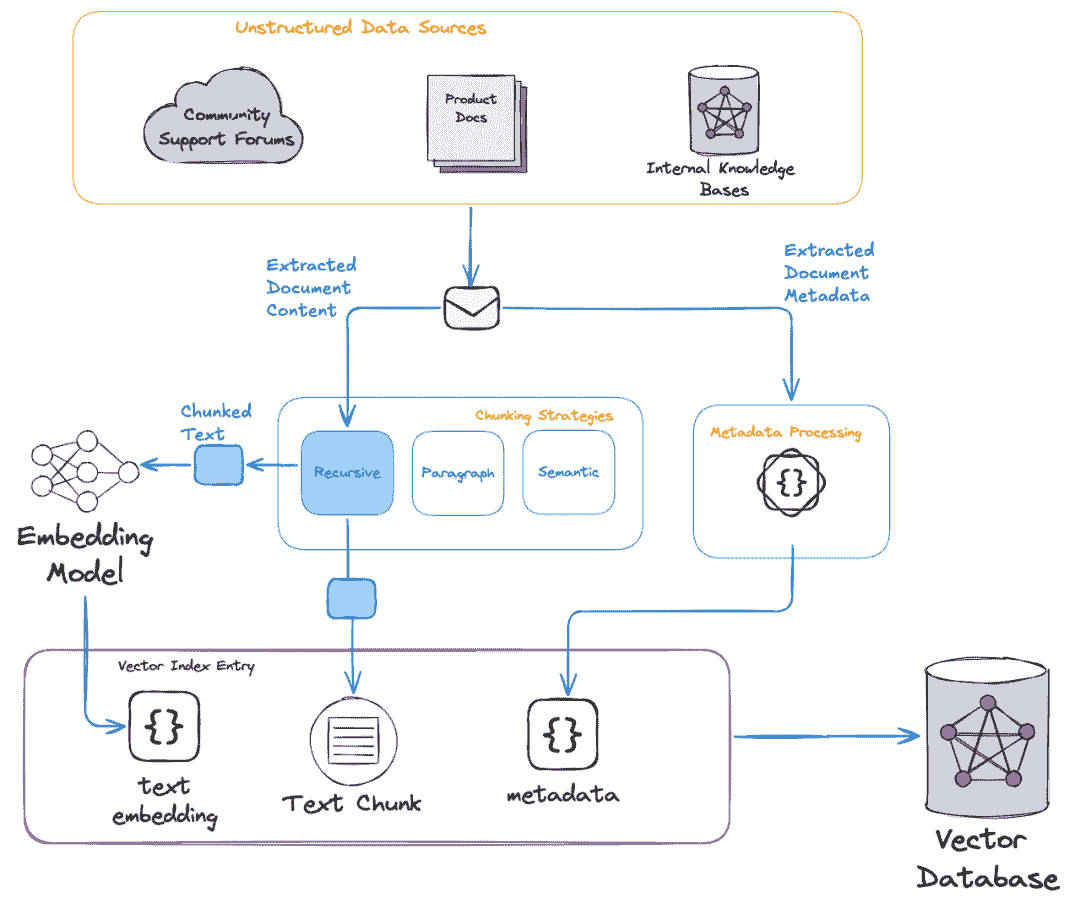 Unstructured Data Sources
Community
Support Forums
Product
Docs
Internal Knowledge
Bases
Extracted
Document
Content
Extracted
Document
Metadata
Chunked
Text
Chunking Strategies
Recursive
Paragraph
Semantic
Metadata Processing
{}
Embedding
Model
Vector Index Entry
{}
text
embedding
Text Chunk
{}
metadata
Vector
Database